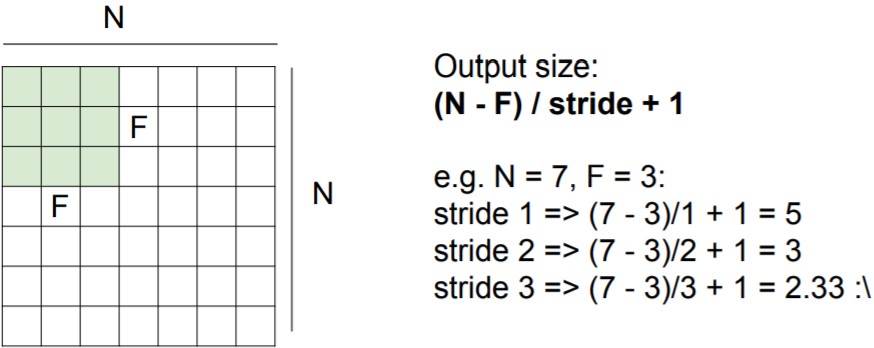 N
F
F
N
Output size:
(N - F) / stride + 1
e.g. N = 7, F = 3:
stride 1 => (7 - 3)/1 + 1 = 5
stride 2 => (7 - 3)/2 + 1 = 3
stride 3 => (7 - 3)/3 + 1 = 2.33 :\